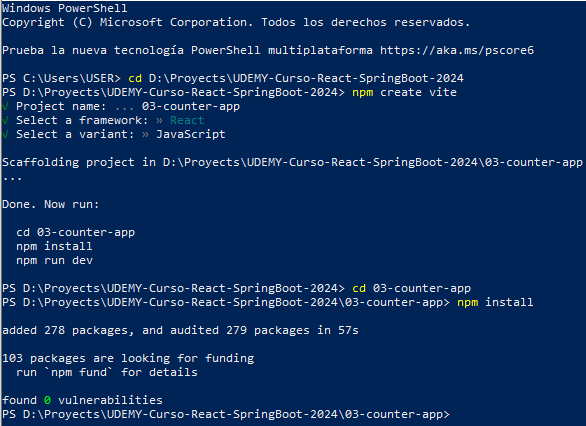 Windows PowerShell
Copyright (C) Microsoft Corporation. Todos los derechos reservados.
Prueba la nueva tecnología PowerShell multiplataforma https://aka.ms/pscore6
PS C:\Users\USER> cd D:\Proyects\UDEMY-Curso-React-SpringBoot-2024
PS D:\Proyects\UDEMY-Curso-React-SpringBoot-2024> npm create vite
√ Project name: ... 03-counter-app
√ Select a framework: » React
√ Select a variant: » JavaScript
Scaffolding project in D:\Proyects\UDEMY-Curso-React-SpringBoot-2024\03-counter-app
...
Done. Now run:
cd 03-counter-app
npm install
npm run dev
PS D:\Proyects\UDEMY-Curso-React-SpringBoot-2024> cd 03-counter-app
PS D:\Proyects\UDEMY-Curso-React-SpringBoot-2024\03-counter-app> npm install
added 278 packages, and audited 279 packages in 57s
103 packages are looking for funding
run `npm fund` for details
found 0 vulnerabilities
PS D:\Proyects\UDEMY-Curso-React-SpringBoot-2024\03-counter-app>